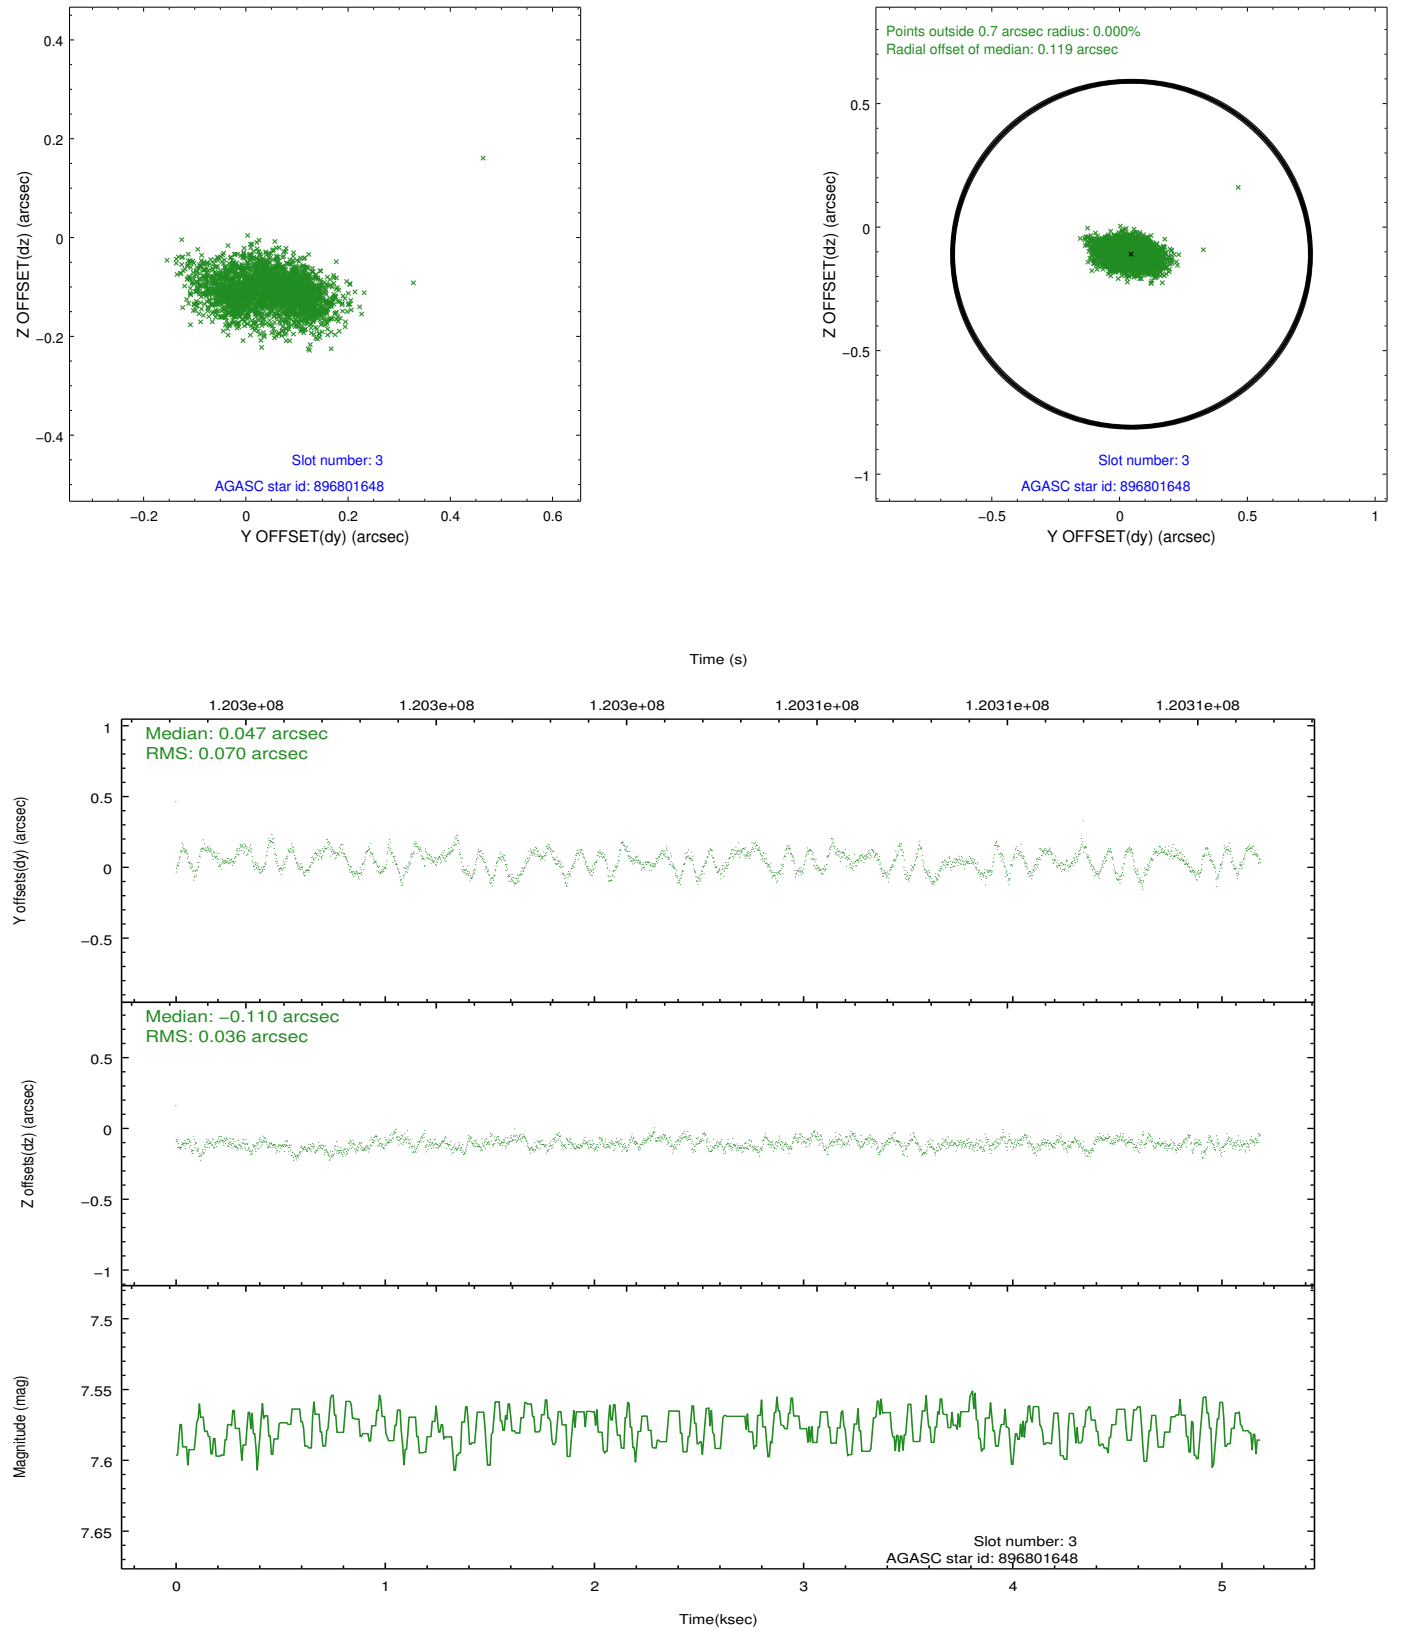 0.4
0.2
0
−0.2
−0.4
Z OFFSET(dz) (arcsec)
Slot number: 3
AGASC star id: 896801648
−0.2 0 0.2 0.4 0.6
Y OFFSET(dy) (arcsec)
Points outside 0.7 arcsec radius: 0.000%
Radial offset of median: 0.119 arcsec
0.5
0
−0.5
−1
Z OFFSET(dz) (arcsec)
Slot number: 3
AGASC star id: 896801648
−0.5 0 0.5 1
Y OFFSET(dy) (arcsec)
Time (s)
1.203e+08 1.203e+08 1.203e+08 1.2031e+08 1.2031e+08 1.2031e+08
Median: 0.047 arcsec
RMS: 0.070 arcsec
1
0.5
0
−0.5
Y offsets(dy) (arcsec)
Median: −0.110 arcsec
RMS: 0.036 arcsec
0.5
0
−0.5
−1
Z offsets(dz) (arcsec)
7.5
7.55
7.6
7.65
Magnitude (mag)
Slot number: 3
AGASC star id: 896801648
0 1 2 3 4 5
Time(ksec)